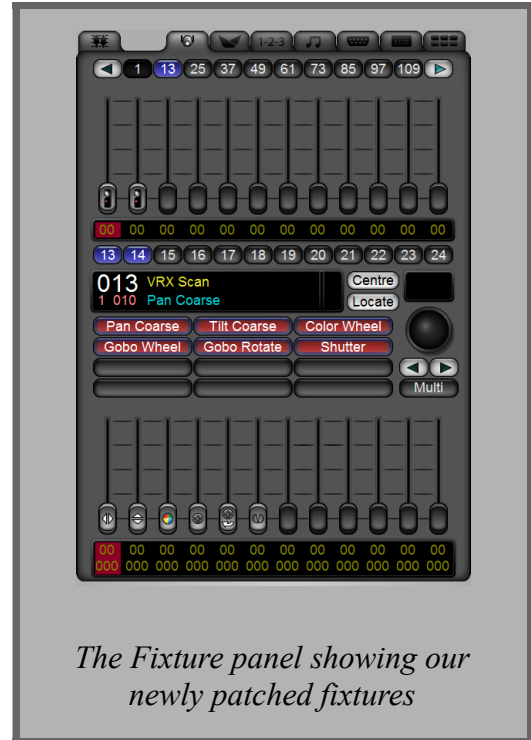 1-2-3
1 13 25 37 49 61 73 85 97 109
00 00 00 00 00 00 00 00 00 00 00 00
13 14 15 16 17 18 19 20 21 22 23 24
013 VRX Scan Centre
1 010 Pan Coarse Locate
Pan Coarse Tilt Coarse Color Wheel
Gobo Wheel Gobo Rotate Shutter
Multi
00 00 00 00 00 00 00 00 00 00 00 00
000 000 000 000 000 000 000 000 000 000 000 000
The Fixture panel showing our
newly patched fixtures